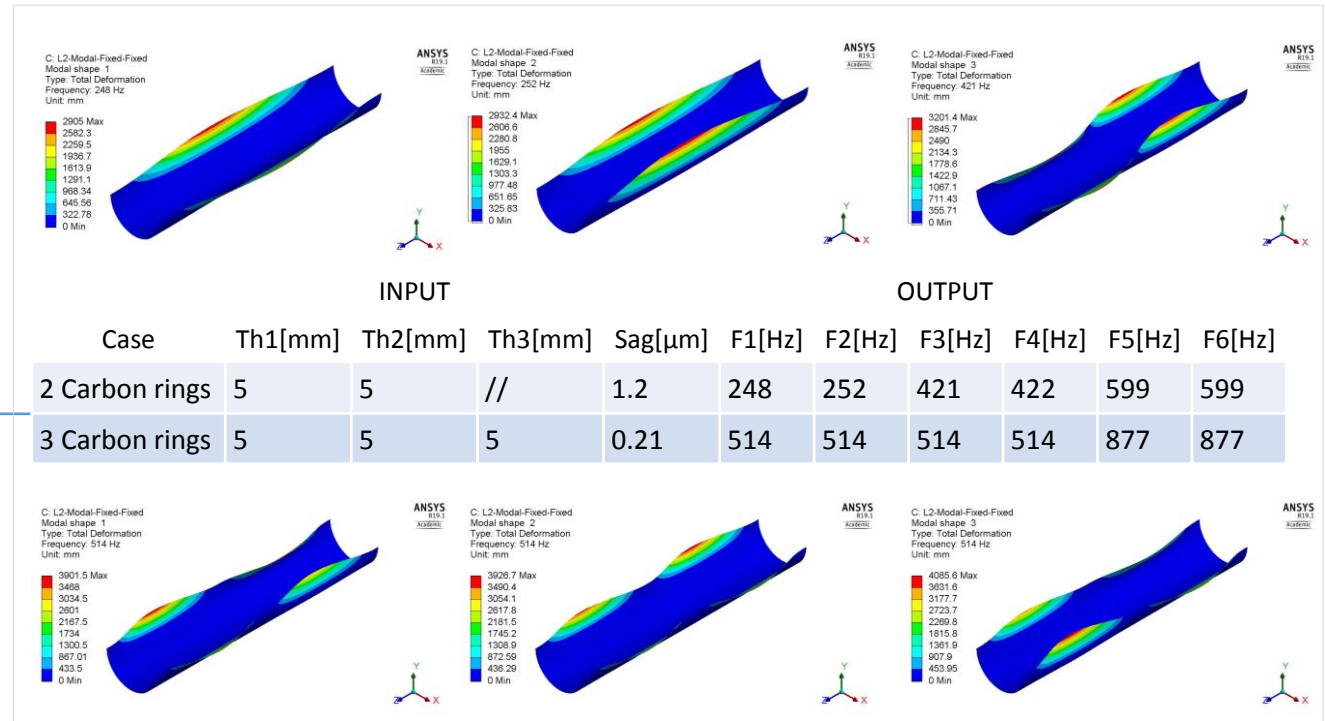 C: L2-Modal-Fixed-Fixed
Modal shape 1
Type: Total Deformation
Frequency: 248 Hz
Unit: mm
2905 Max
2582.3
2259.5
1936.7
1613.9
1291.1
968.34
645.56
322.78
0 Min
ANSYS
R19.1
Academic
Y
Z
X
C: L2-Modal-Fixed-Fixed
Modal shape 2
Type: Total Deformation
Frequency: 252 Hz
Unit: mm
2932.4 Max
2606.6
2280.8
1955
1629.1
1303.3
977.48
651.65
325.83
0 Min
ANSYS
R19.1
Academic
Y
Z
X
C: L2-Modal-Fixed-Fixed
Modal shape 3
Type: Total Deformation
Frequency: 421 Hz
Unit: mm
3201.4 Max
2845.7
2490
2134.3
1778.6
1422.9
1067.1
711.43
355.71
0 Min
ANSYS
R19.1
Academic
Y
Z
X
INPUT OUTPUT
Case Th1[mm] Th2[mm] Th3[mm] Sag[µm] F1[Hz] F2[Hz] F3[Hz] F4[Hz] F5[Hz] F6[Hz]
2 Carbon rings 5 5 // 1.2 248 252 421 422 599 599
3 Carbon rings 5 5 5 0.21 514 514 514 514 877 877
C: L2-Modal-Fixed-Fixed
Modal shape 1
Type: Total Deformation
Frequency: 514 Hz
Unit: mm
3901.5 Max
3468
3034.5
2601
2167.5
1734
1300.5
867.01
433.5
0 Min
ANSYS
R19.1
Academic
Y
Z
X
C: L2-Modal-Fixed-Fixed
Modal shape 2
Type: Total Deformation
Frequency: 514 Hz
Unit: mm
3926.7 Max
3490.4
3054.1
2617.8
2181.5
1745.2
1308.9
872.59
436.29
0 Min
ANSYS
R19.1
Academic
Y
Z
X
C: L2-Modal-Fixed-Fixed
Modal shape 3
Type: Total Deformation
Frequency: 514 Hz
Unit: mm
4085.6 Max
3631.6
3177.7
2723.7
2269.8
1815.8
1361.9
907.9
453.95
0 Min
ANSYS
R19.1
Academic
Y
Z
X